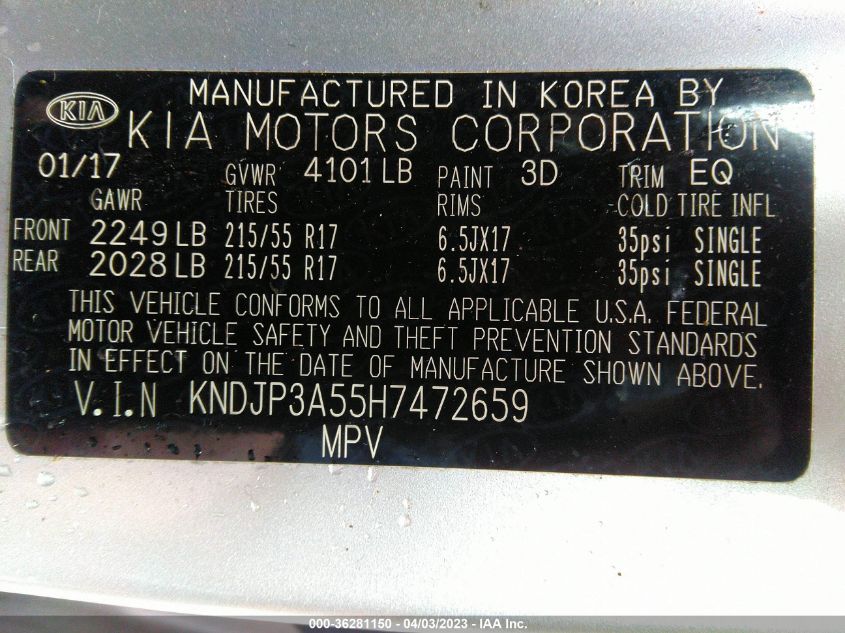 KIA
MANUFACTURED IN KOREA BY
KIA MOTORS CORPORATION
01/17 GVWR 4101 LB PAINT 3D TRIM EQ
GAWR TIRES RIMS COLD TIRE INFL
FRONT 2249 LB 215/55 R17 6.5JX17 35psi SINGLE
REAR 2028 LB 215/55 R17 6.5JX17 35psi SINGLE
THIS VEHICLE CONFORMS TO ALL APPLICABLE U.S.A. FEDERAL
MOTOR VEHICLE SAFETY AND THEFT PREVENTION STANDARDS
IN EFFECT ON THE DATE OF MANUFACTURE SHOWN ABOVE.
V.I.N KNDJP3A55H7472659
MPV
000-36281150 - 04/03/2023 - IAA Inc.